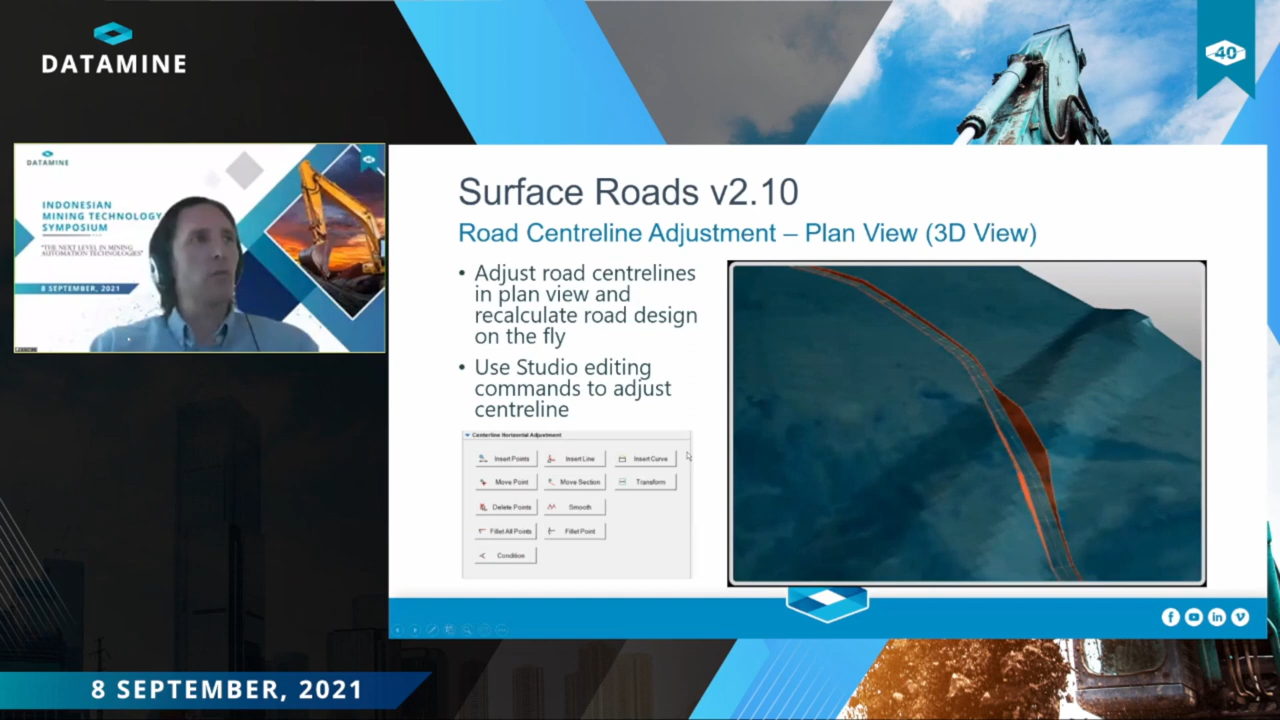 DATAMINE
40
DATAMINE
INDONESIAN
MINING TECHNOLOGY
SYMPOSIUM
"THE NEXT LEVEL IN MINING
AUTOMATION TECHNOLOGIES"
8 SEPTEMBER, 2021
Surface Roads v2.10
Road Centreline Adjustment – Plan View (3D View)
• Adjust road centrelines
in plan view and
recalculate road design
on the fly
• Use Studio editing
commands to adjust
centreline
Centerline Horizontal Adjustment
Insert Points Insert Line Insert Curve
Move Point Move Section Transform
Delete Points Smooth
Fillet All Points Fillet Point
Condition
8 SEPTEMBER, 2021